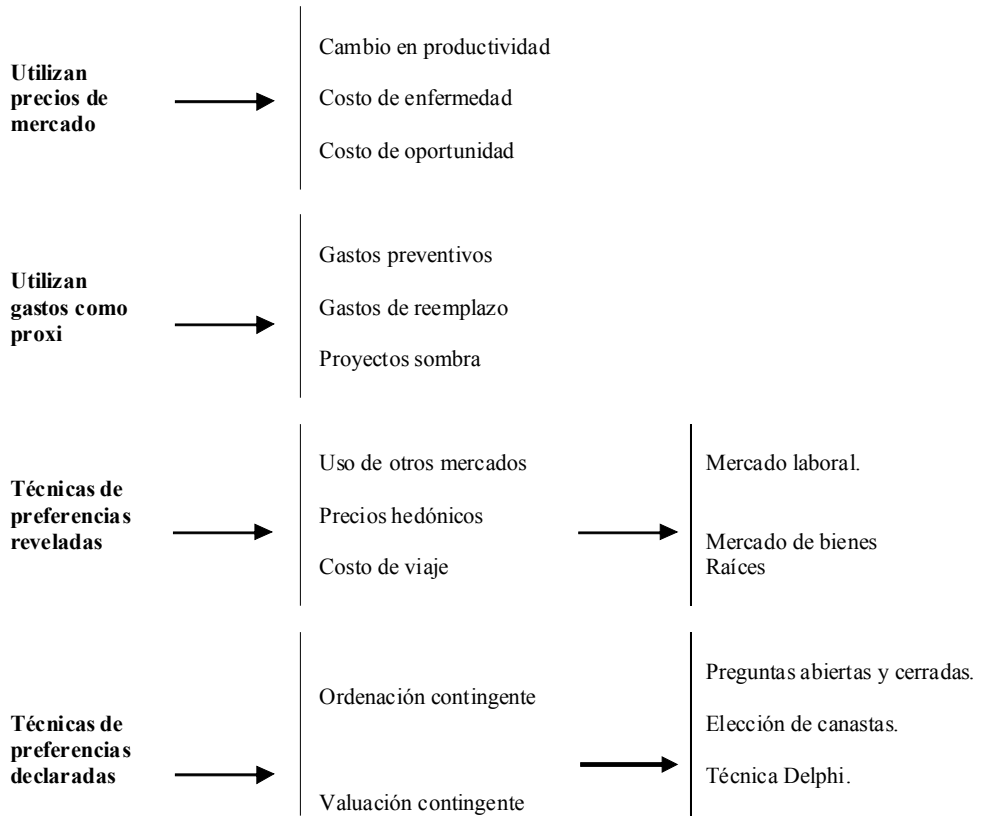 Utilizan
precios de
mercado
Cambio en productividad
Costo de enfermedad
Costo de oportunidad
Utilizan
gastos como
proxi
Gastos preventivos
Gastos de reemplazo
Proyectos sombra
Técnicas de
preferencias
reveladas
Uso de otros mercados
Precios hedónicos
Costo de viaje
Mercado laboral.
Mercado de bienes
Raíces
Técnicas de
preferencias
declaradas
Ordenación contingente
Valuación contingente
Preguntas abiertas y cerradas.
Elección de canastas.
Técnica Delphi.